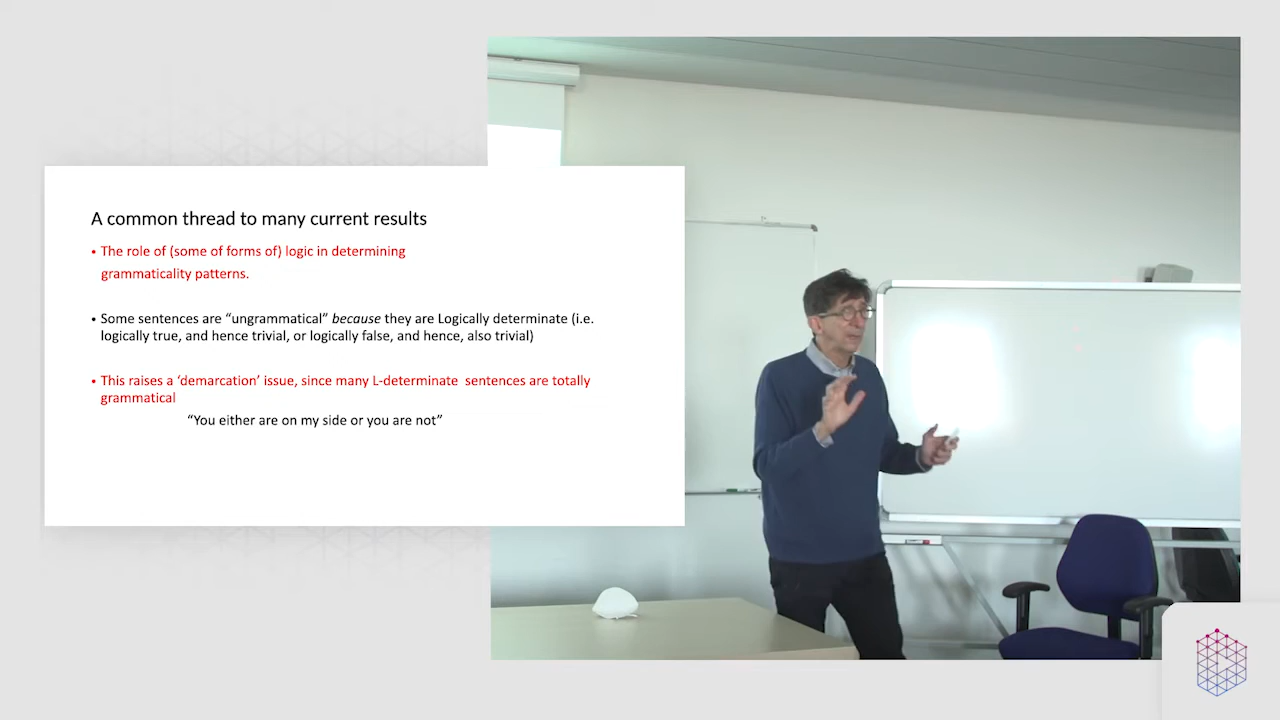 A common thread to many current results
• The role of (some of forms of) logic in determining
grammaticality patterns.
• Some sentences are “ungrammatical” because they are Logically determinate (i.e.
logically true, and hence trivial, or logically false, and hence, also trivial)
• This raises a ‘demarcation’ issue, since many L-determinate sentences are totally
grammatical
“You either are on my side or you are not”